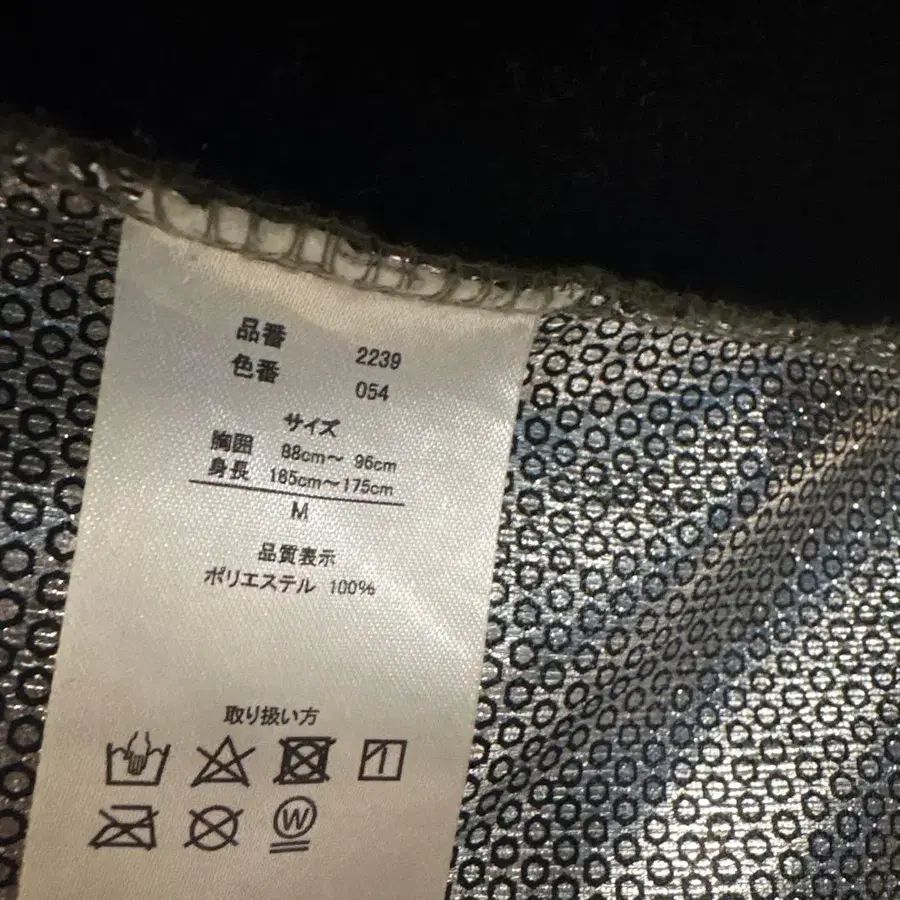 品番 2239
色番 054
サイズ
胸囲 88cm～ 96cm
身長 165cm～175cm
M
品質表示
ポリエステル 100%
取り扱い方
W